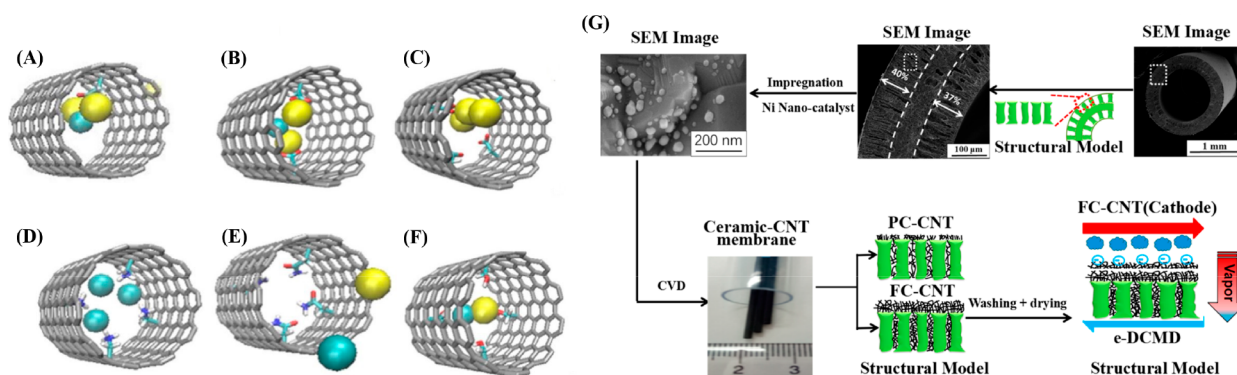 (A)
(B)
(C)
(D)
(E)
(F)
(G)
SEM Image
200 nm
Impregnation
Ni Nano-catalyst
SEM Image
40%
37%
100 μm
Structural Model
SEM Image
1 mm
CVD
Ceramic-CNT
membrane
2 3
PC-CNT
FC-CNT
Structural Model
Washing + drying
FC-CNT(Cathode)
Vapor
e-DCMD
Structural Model